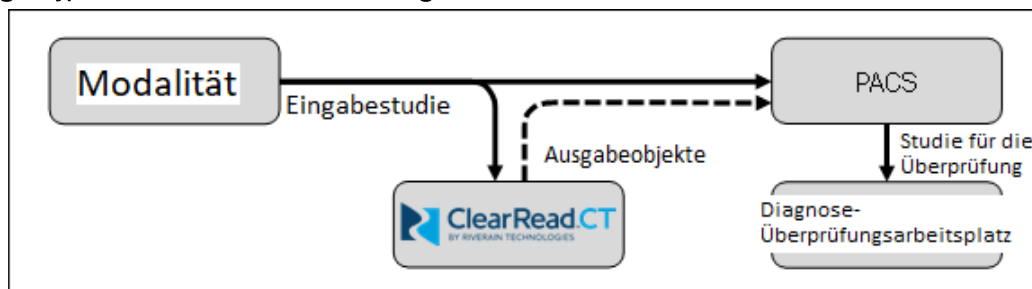 Modalität
PACS
Eingabestudie
Ausgabeobjekte
Studie für die
Überprüfung
ClearRead.CT
BY RIVERAIN TECHNOLOGIES
Diagnose-
Überprüfungsarbeitsplatz